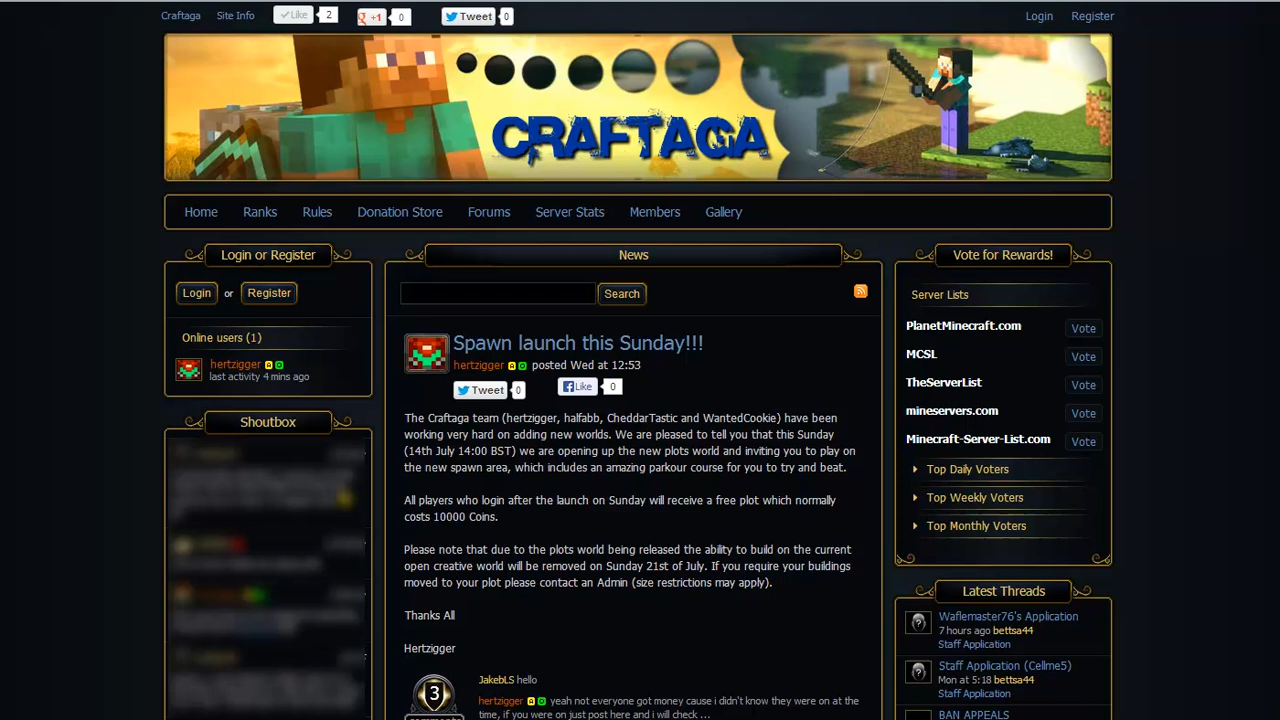 Craftaga Site Info Like 2 +1 0 Tweet 0 Login Register
CRAFTAGA
Home Ranks Rules Donation Store Forums Server Stats Members Gallery
Login or Register
Login or Register
Online users (1)
hertzigger
last activity 4 mins ago
Shoutbox
News
Search
Spawn launch this Sunday!!!
hertzigger posted Wed at 12:53
Tweet 0 Like 0
The Craftaga team (hertzigger, halfabb, CheddarTastic and WantedCookie) have been
working very hard on adding new worlds. We are pleased to tell you that this Sunday
(14th July 14:00 BST) we are opening up the new plots world and inviting you to play on
the new spawn area, which includes an amazing parkour course for you to try and beat.
All players who login after the launch on Sunday will receive a free plot which normally
costs 10000 Coins.
Please note that due to the plots world being released the ability to build on the current
open creative world will be removed on Sunday 21st of July. If you require your buildings
moved to your plot please contact an Admin (size restrictions may apply).
Thanks All
Hertzigger
3
comments
JakebLS hello
hertzigger yeah not everyone got money cause i didn't know they were on at the
time, if you were on just post here and i will check ...
Vote for Rewards!
Server Lists
PlanetMinecraft.com Vote
MCSL Vote
TheServerList Vote
mineservers.com Vote
Minecraft-Server-List.com Vote
Top Daily Voters
Top Weekly Voters
Top Monthly Voters
Latest Threads
Waflemaster76's Application
7 hours ago bettsa44
Staff Application
Staff Application (Cellme5)
Mon at 5:18 bettsa44
Staff Application
BAN APPEALS